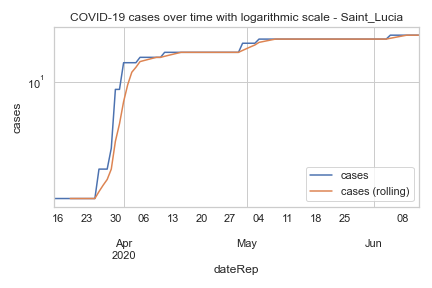 COVID-19 cases over time with logarithmic scale - Saint_Lucia
cases
10¹
cases
cases (rolling)
16 23 30 06 13 20 27 04 11 18 25 08
Apr May Jun
2020
dateRep